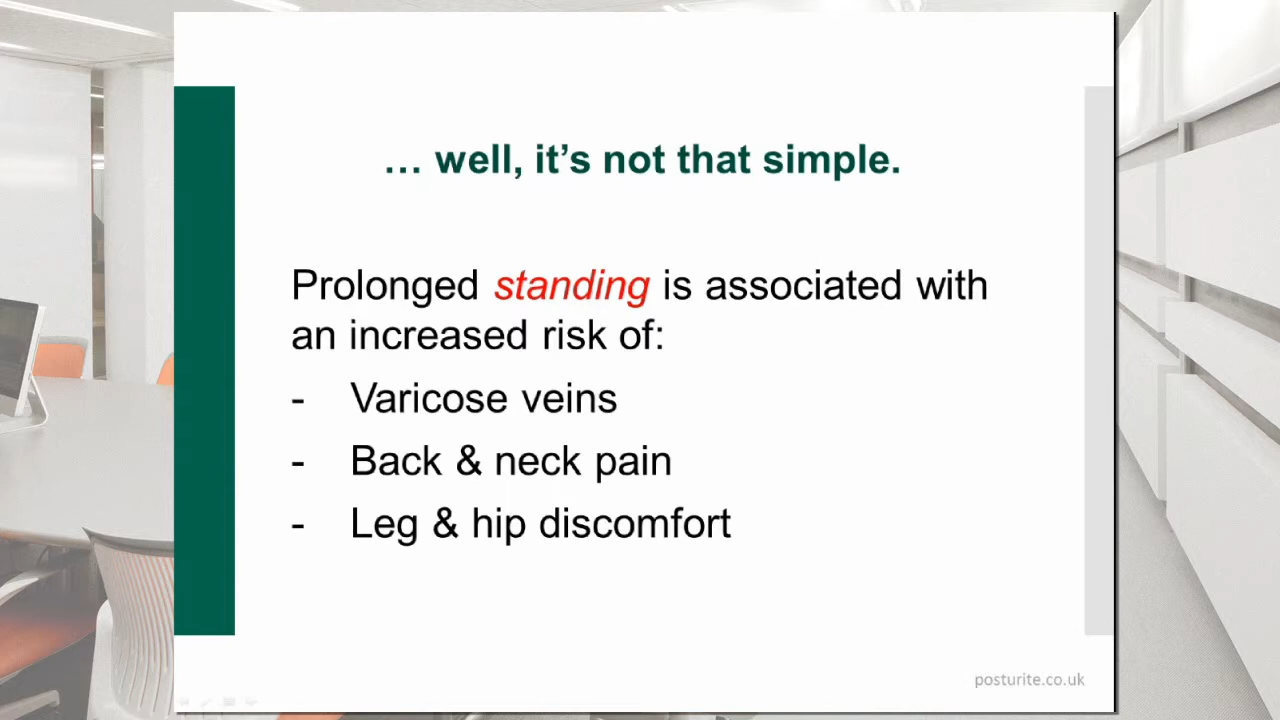 … well, it’s not that simple.
Prolonged standing is associated with
an increased risk of:
- Varicose veins
- Back & neck pain
- Leg & hip discomfort
posturite.co.uk